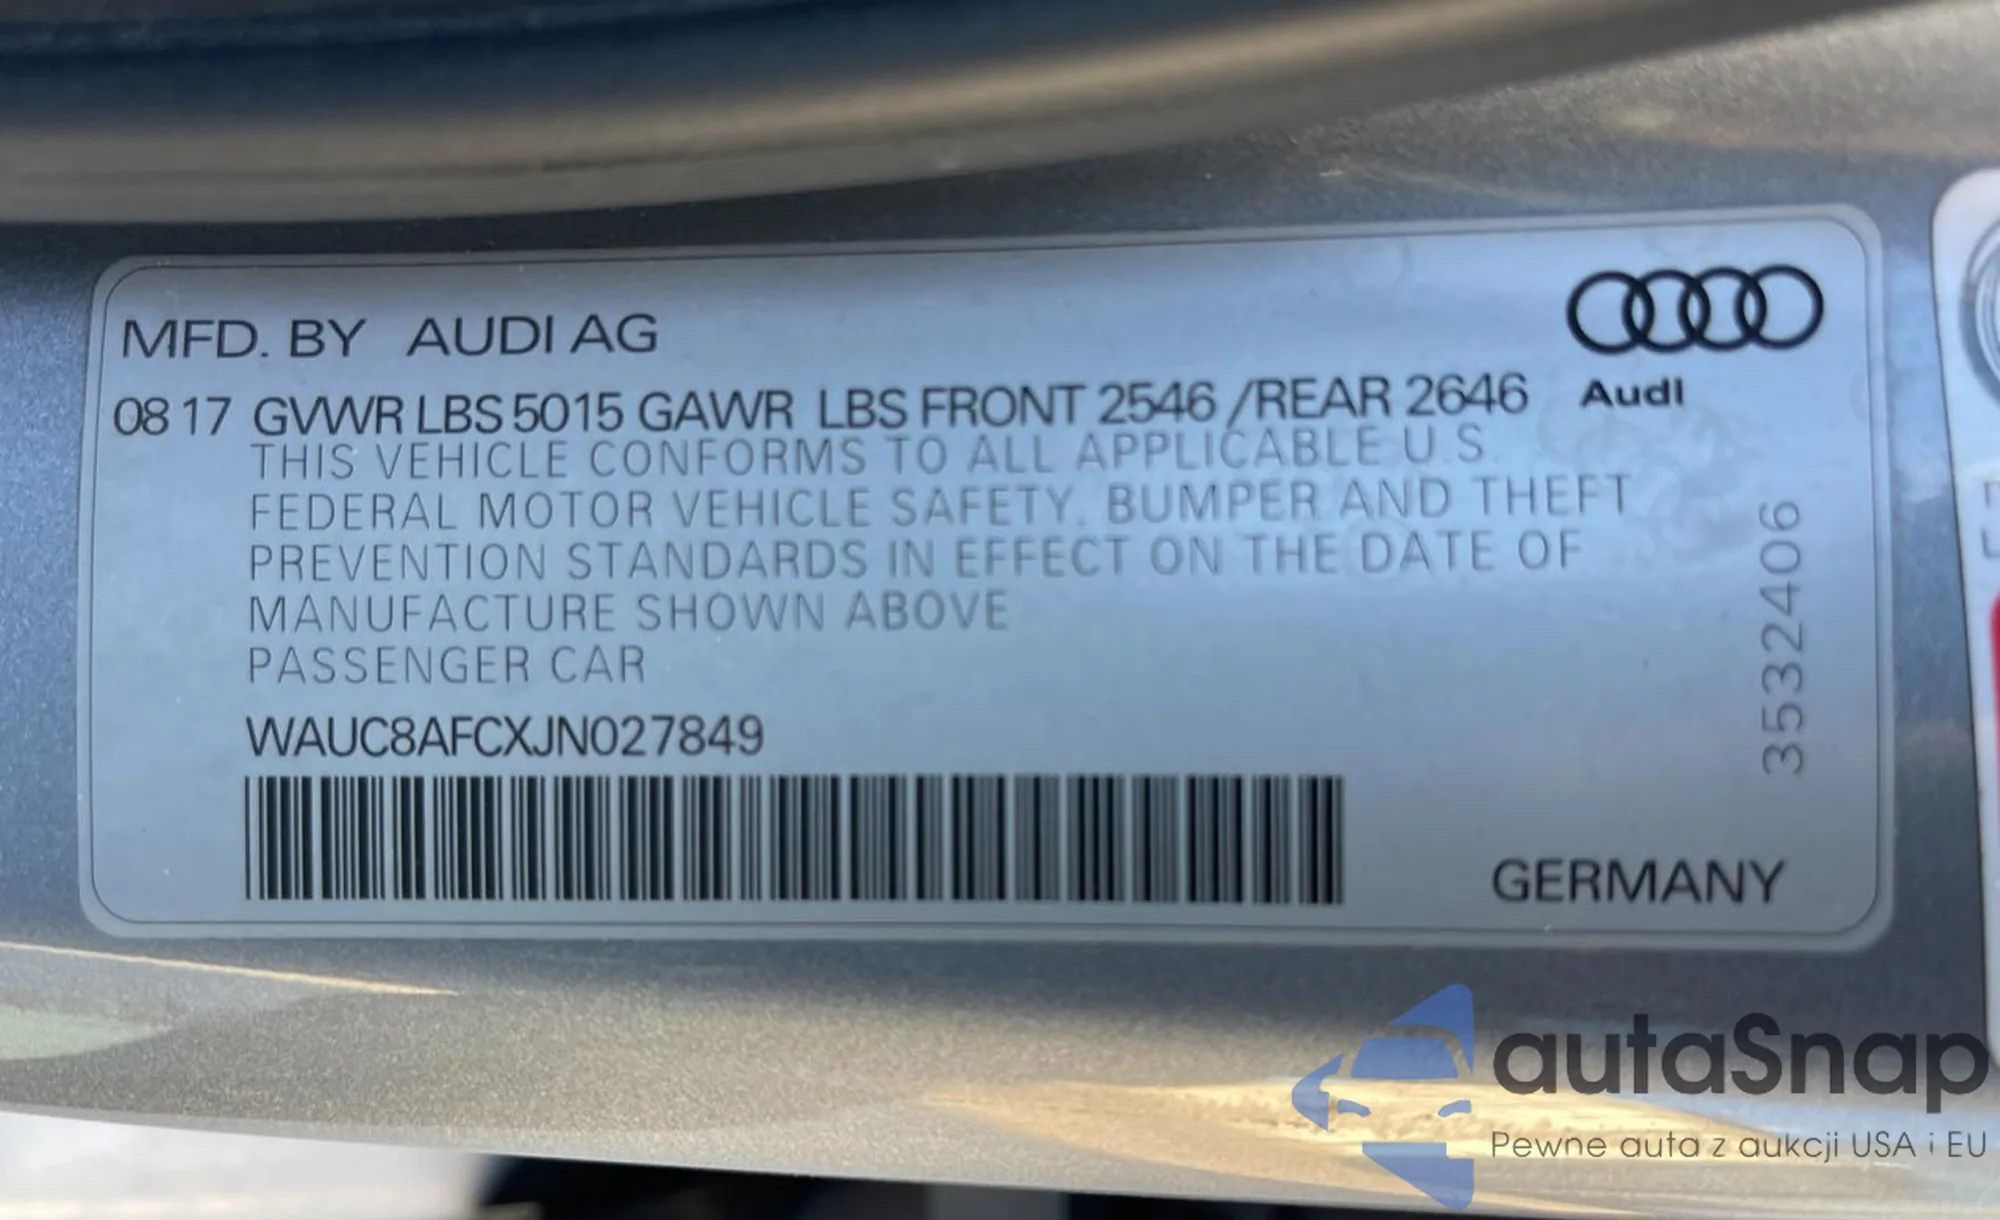 MFD. BY AUDI AG
08 17 GVWR LBS 5015 GAWR LBS FRONT 2546 /REAR 2646
Audi
THIS VEHICLE CONFORMS TO ALL APPLICABLE U.S.
FEDERAL MOTOR VEHICLE SAFETY, BUMPER AND THEFT
PREVENTION STANDARDS IN EFFECT ON THE DATE OF
MANUFACTURE SHOWN ABOVE
PASSENGER CAR
WAUC8AFCXJN027849
3532406
GERMANY
autaSnap
Pewne auta z aukcji USA i EU